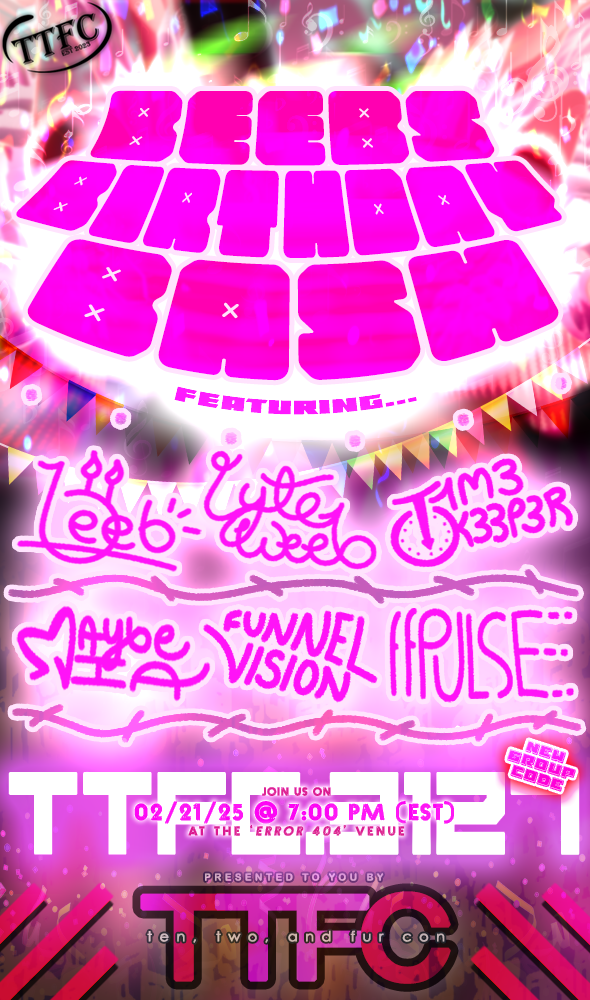 TTFC
EST 2023
BEEBS
BIRTHDAY
BASH
FEATURING...
T1M3
K33P3R
FUNNEL
VISION
NEW
GROUP
CODE
JOIN US ON
02/21/25 @ 7:00 PM (EST)
AT THE 'ERROR 404' VENUE
PRESENTED TO YOU BY
TTFC
ten, two, and fur con